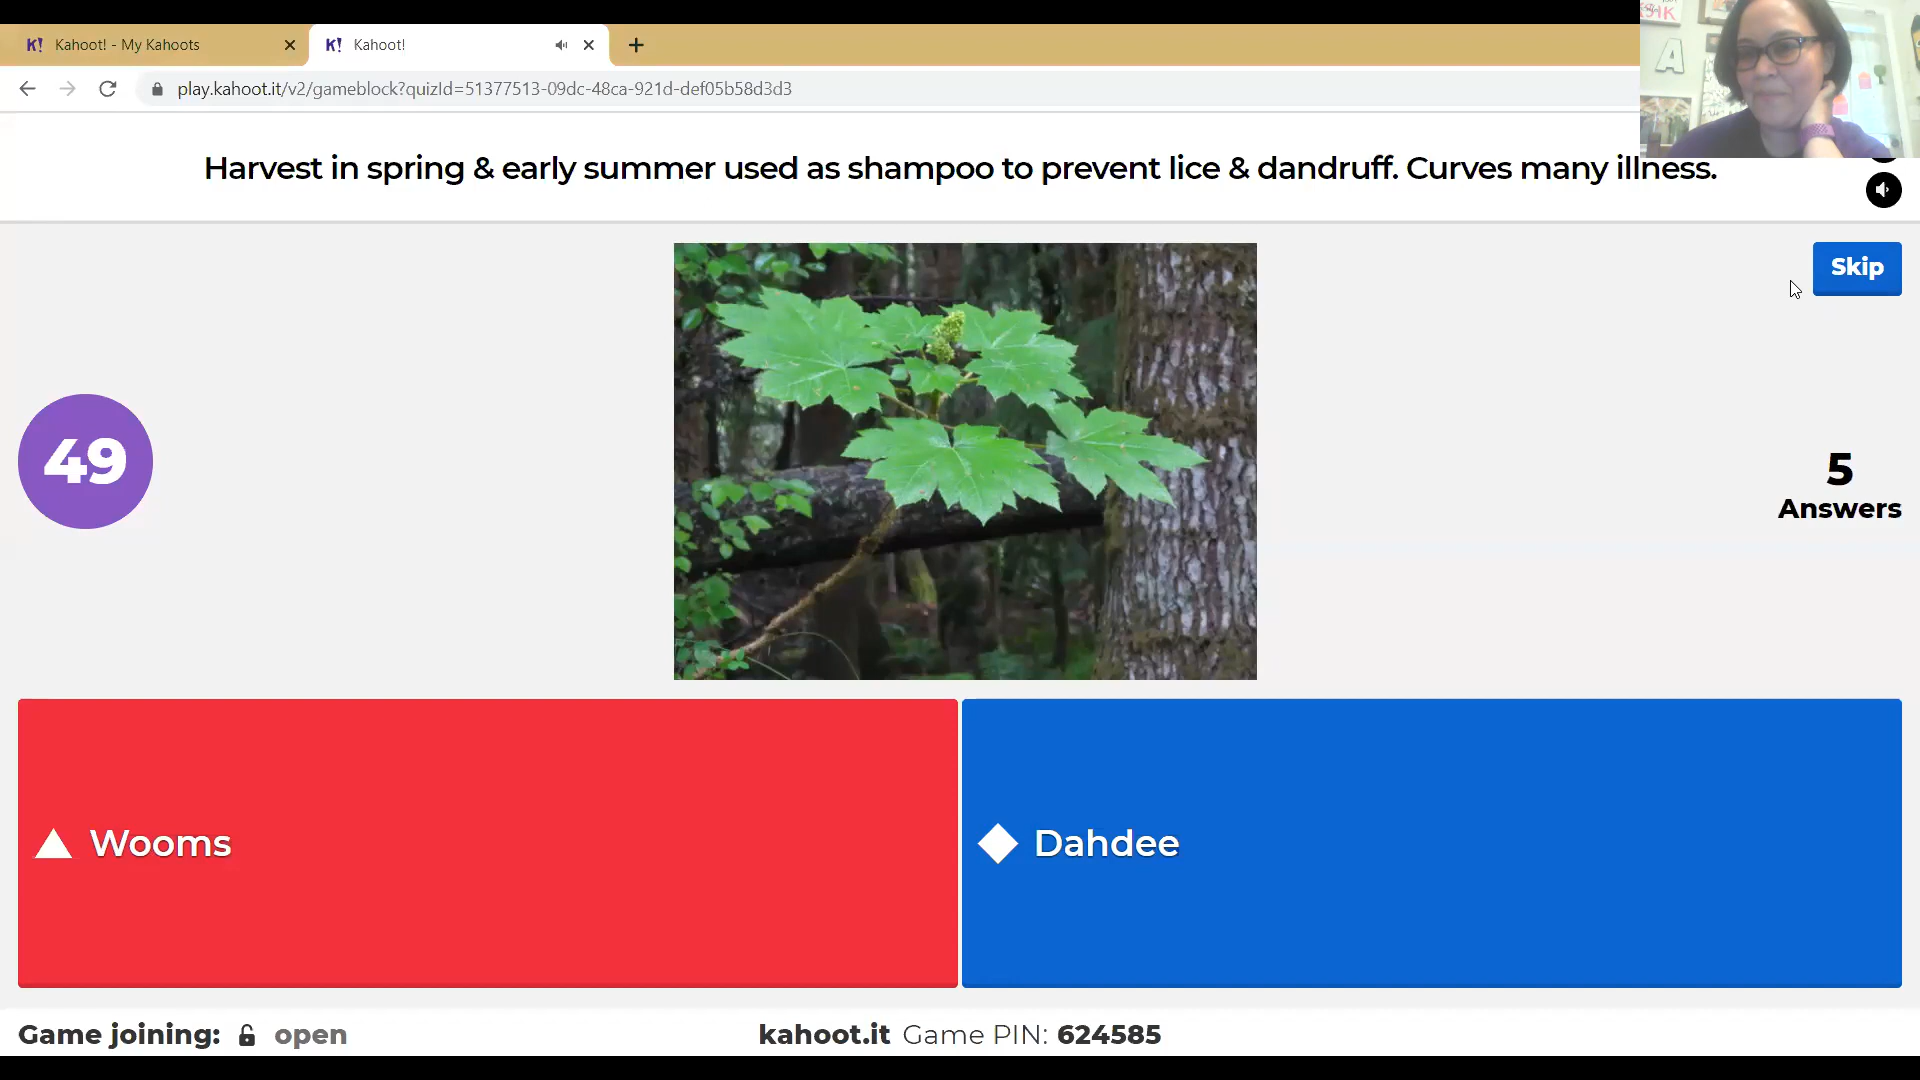 Kahoot! - My Kahoots
Kahoot!
play.kahoot.it/v2/gameblock?quizId=51377513-09dc-48ca-921d-def05b58d3d3
Harvest in spring & early summer used as shampoo to prevent lice & dandruff. Curves many illness.
Skip
49
5
Answers
Wooms
Dahdee
Game joining: open
kahoot.it Game PIN: 624585